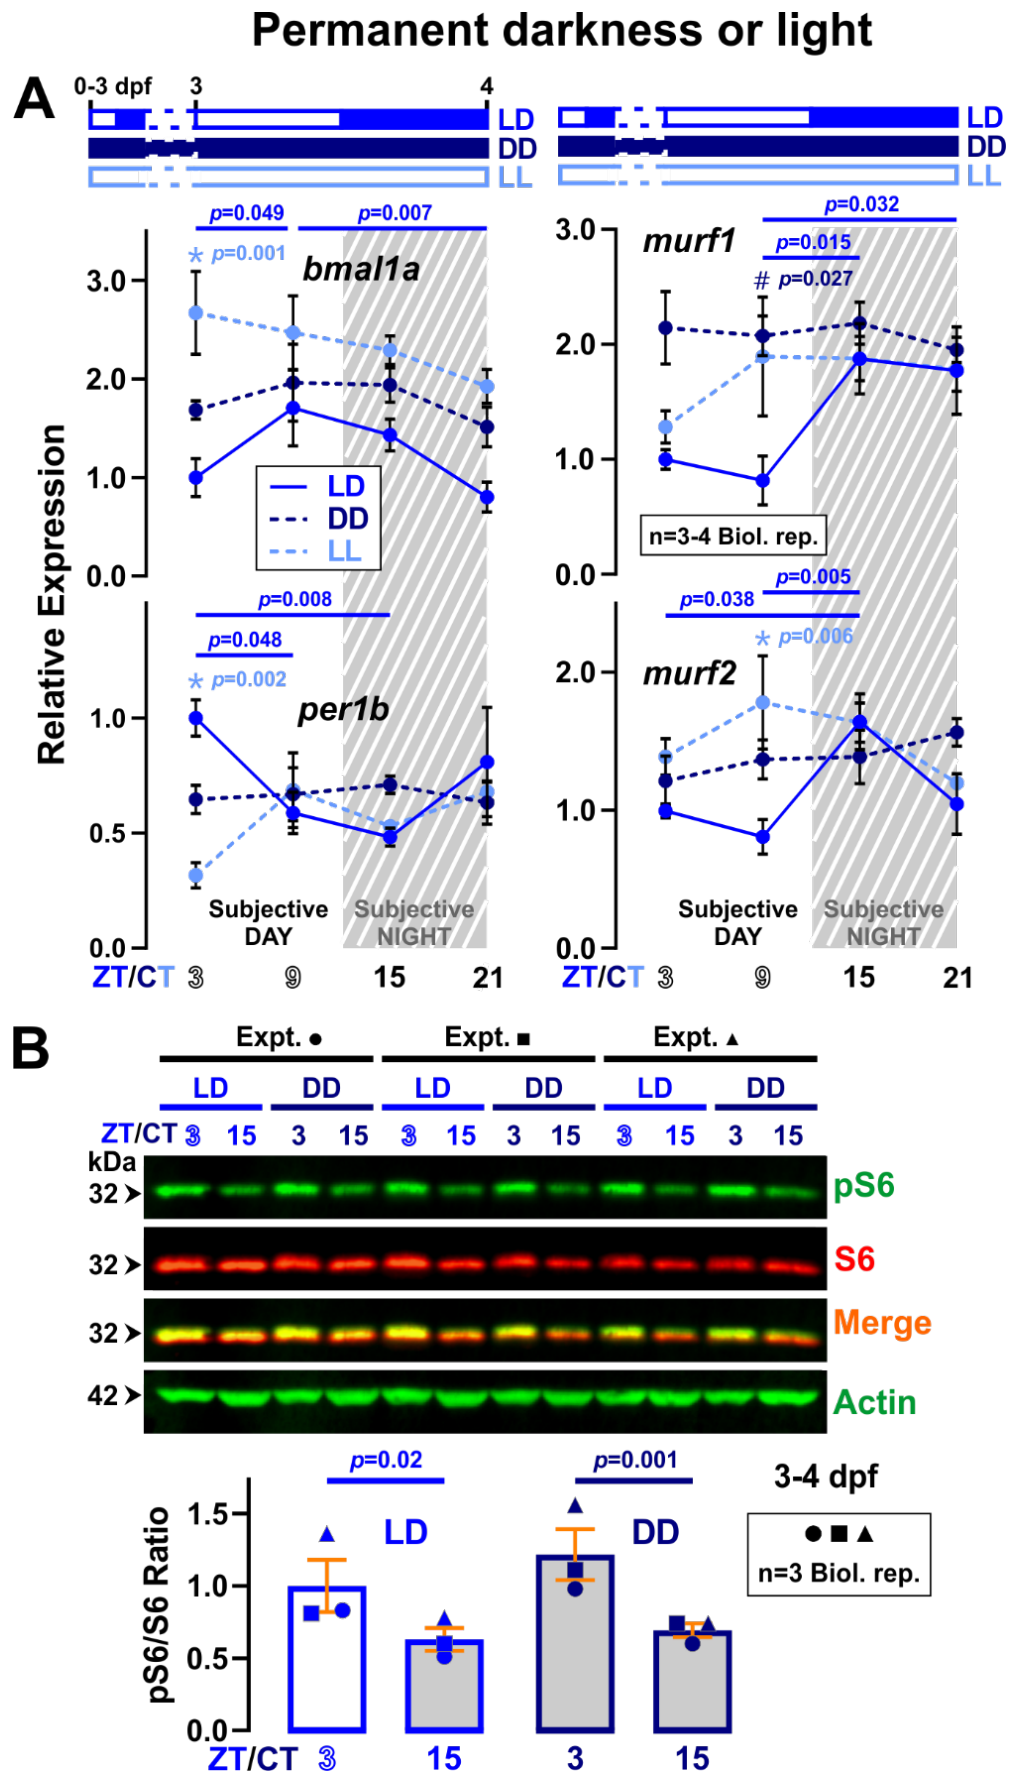 Permanent darkness or light
A
0-3 dpf 3 4
LD
DD
LL
LD
DD
LL
p=0.049 p=0.007
* p=0.001
bmal1a
3.0
2.0
1.0
0.0
LD
DD
LL
p=0.032
p=0.015
# p=0.027
murf1
3.0
2.0
1.0
0.0
n=3-4 Biol. rep.
Relative Expression
p=0.008
p=0.048
* p=0.002
per1b
1.0
0.5
0.0
Subjective DAY
Subjective NIGHT
ZT/CT 3 9 15 21
p=0.005
p=0.038
* p=0.006
murf2
2.0
1.0
0.0
Subjective DAY
Subjective NIGHT
ZT/CT 3 9 15 21
B
Expt. ● Expt. ■ Expt. ▲
LD DD LD DD LD DD
ZT/CT 3 15 3 15 3 15 3 15 3 15 3 15
kDa
32 pS6
32 S6
32 Merge
42 Actin
p=0.02 p=0.001
3-4 dpf
LD DD
● ■ ▲
n=3 Biol. rep.
pS6/S6 Ratio
1.5
1.0
0.5
0.0
ZT/CT 3 15 3 15